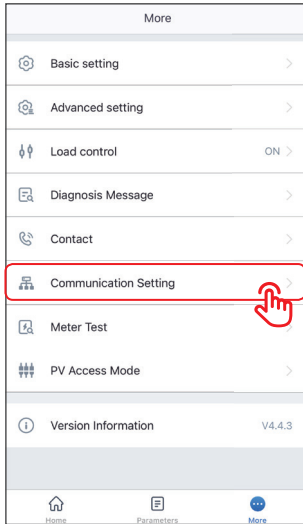 More
Basic setting
Advanced setting
Load control ON
Diagnosis Message
Contact
Communication Setting
Meter Test
PV Access Mode
Version Information V4.4.3
Home Parameters More